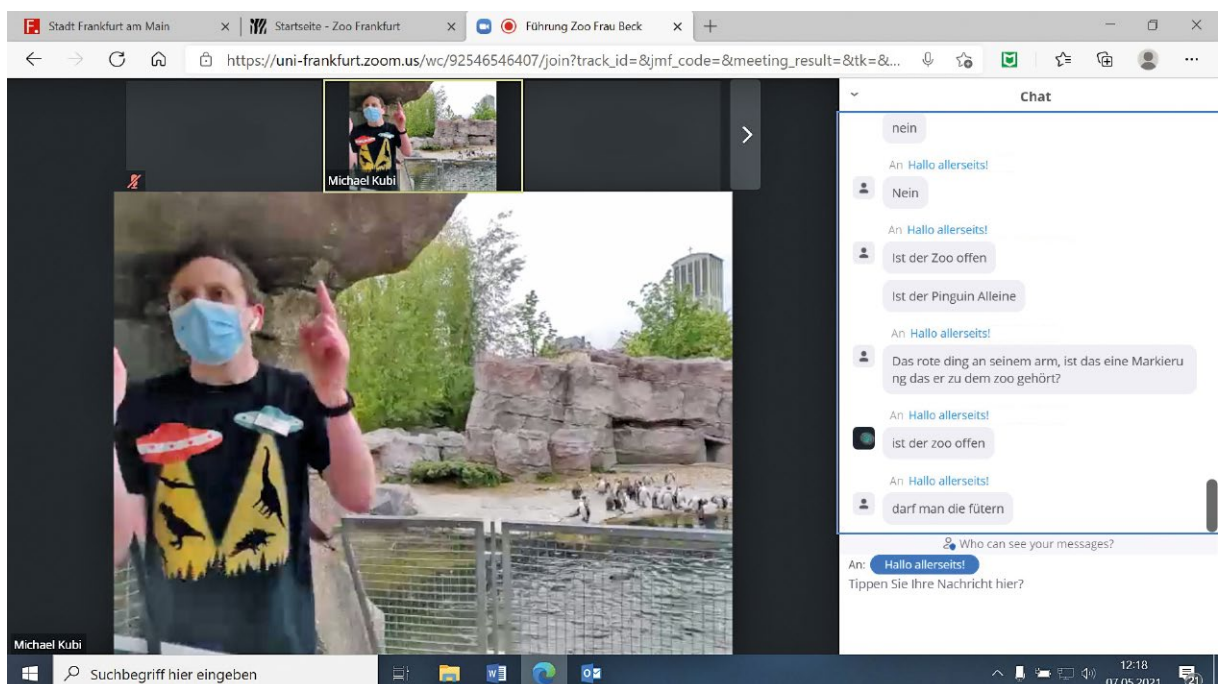 Stadt Frankfurt am Main
Startseite - Zoo Frankfurt
Führung Zoo Frau Beck
https://uni-frankfurt.zoom.us/wc/92546546407/join?track_id=&jmf_code=&meeting_result=&tk=&...
Michael Kubi
Michael Kubi
Chat
nein
An Hallo allerseits!
Nein
An Hallo allerseits!
Ist der Zoo offen
Ist der Pinguin Alleine
An Hallo allerseits!
Das rote ding an seinem arm, ist das eine Markieru
ng das er zu dem zoo gehört?
An Hallo allerseits!
ist der zoo offen
An Hallo allerseits!
darf man die fütern
Who can see your messages?
An: Hallo allerseits!
Tippen Sie Ihre Nachricht hier?
Suchbegriff hier eingeben
12:18
07.05.2021
21